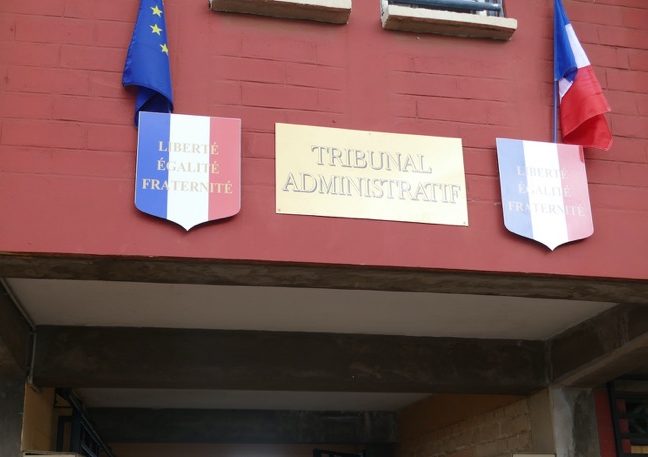 LIBERTÉ
ÉGALITÉ
FRATERNITÉ
TRIBUNAL
ADMINISTRATIF
LIBERTÉ
ÉGALITÉ
FRATERNITÉ